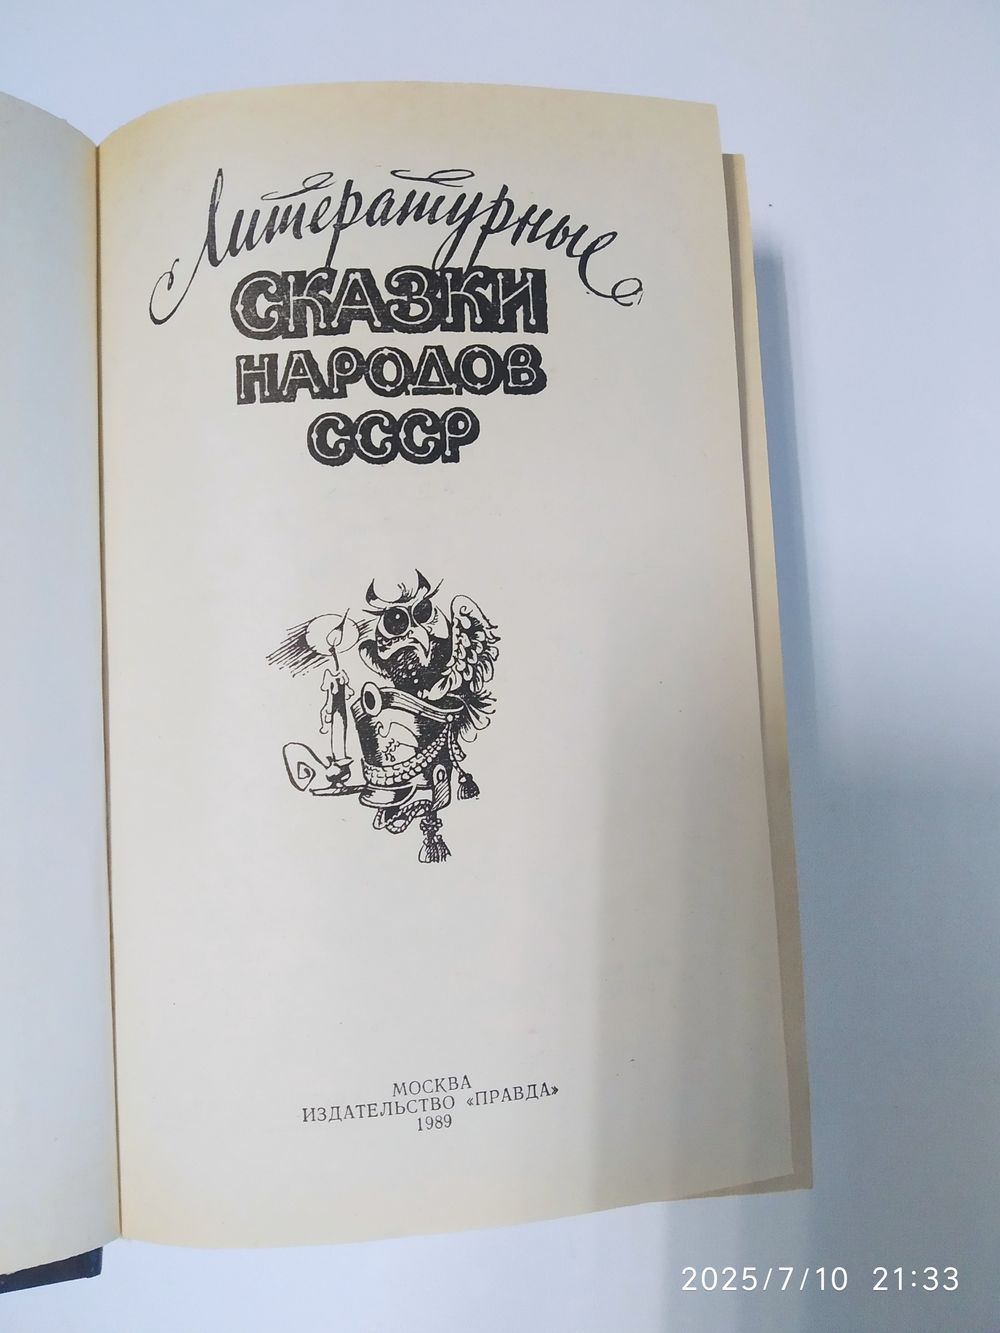 Литературные
СКАЗКИ
НАРОДОВ
СССР
МОСКВА
ИЗДАТЕЛЬСТВО «ПРАВДА»
1989
2025/7/10 21:33